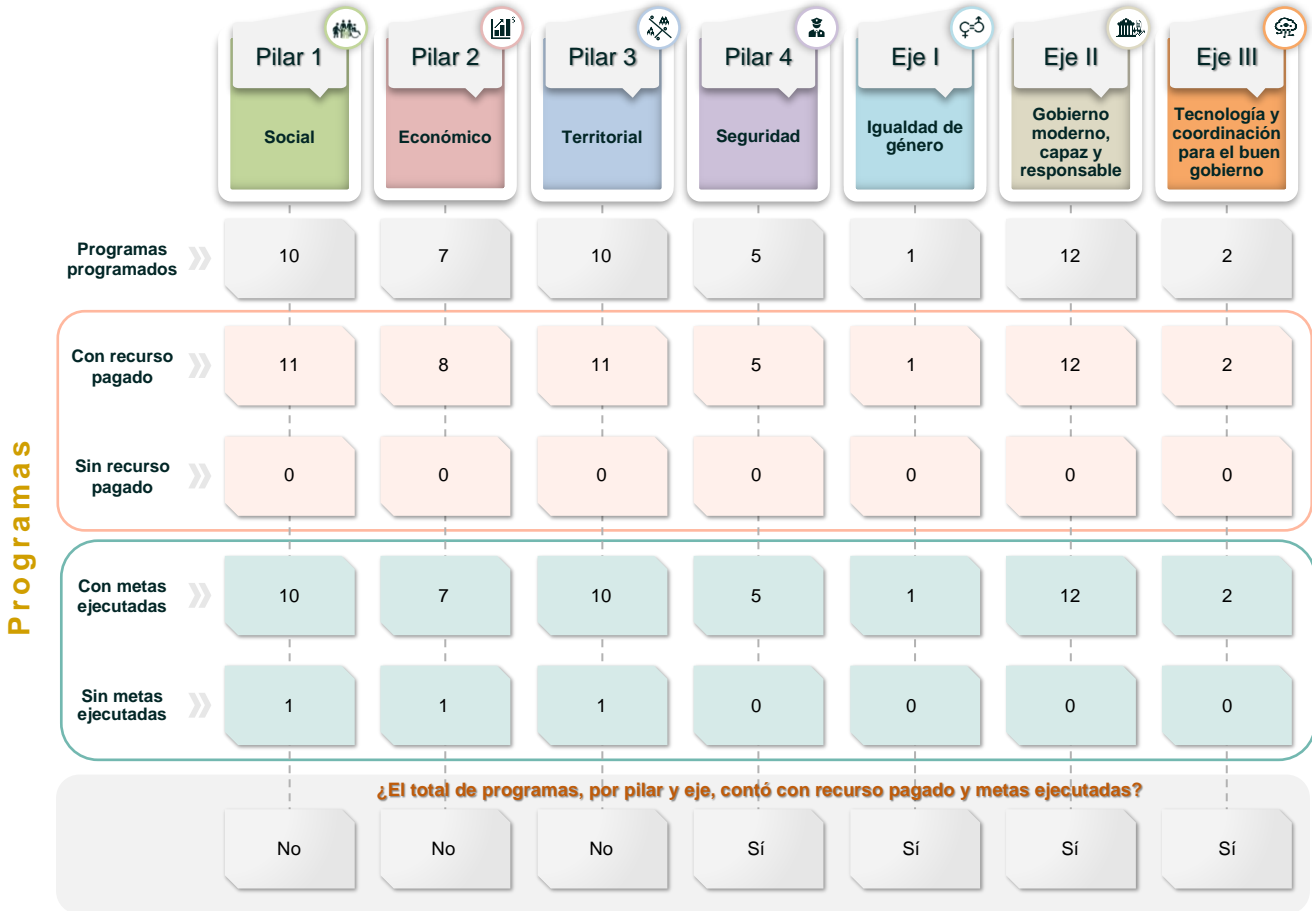 Pilar 1
Pilar 2
Pilar 3
Pilar 4
Eje I
Eje II
Eje III
Social
Económico
Territorial
Seguridad
Igualdad de
género
Gobierno
moderno,
capaz y
responsable
Tecnología y
coordinación
para el buen
gobierno
Programas
Programas
programados
10
7
10
5
1
12
2
Con recurso
pagado
11
8
11
5
1
12
2
Sin recurso
pagado
0
0
0
0
0
0
0
Con metas
ejecutadas
10
7
10
5
1
12
2
Sin metas
ejecutadas
1
1
1
0
0
0
0
¿El total de programas, por pilar y eje, contó con recurso pagado y metas ejecutadas?
No
No
No
Sí
Sí
Sí
Sí